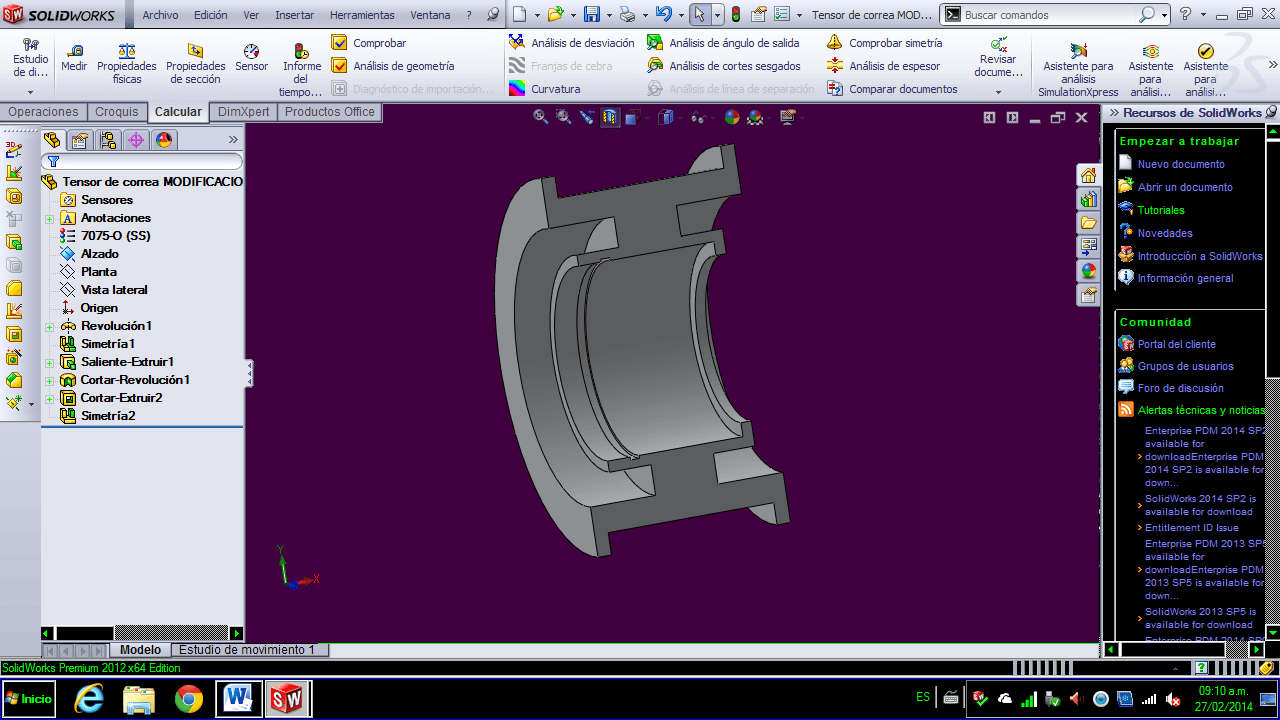 SOLIDWORKS
Archivo Edición Ver Insertar Herramientas Ventana ?
Tensor de correa MOD...
Buscar comandos
Estudio de di...
Medir
Propiedades físicas
Propiedades de sección
Sensor
Informe del tiempo...
Comprobar
Análisis de geometría
Diagnóstico de importación...
Análisis de desviación
Franjas de cebra
Curvatura
Análisis de ángulo de salida
Análisis de cortes sesgados
Análisis de línea de separación
Comprobar simetría
Análisis de espesor
Comparar documentos
Revisar docume...
Asistente para análisis SimulationXpress
Asistente para análisi...
Asistente para análisi...
Operaciones Croquis Calcular DimXpert Productos Office
Tensor de correa MODIFICACIO
Sensores
Anotaciones
7075-O (SS)
Alzado
Planta
Vista lateral
Origen
Revolución1
Simetría1
Saliente-Extruir1
Cortar-Revolución1
Cortar-Extruir2
Simetría2
Y
X
Recursos de SolidWorks
Empezar a trabajar
Nuevo documento
Abrir un documento
Tutoriales
Novedades
Introducción a SolidWorks
Información general
Comunidad
Portal del cliente
Grupos de usuarios
Foro de discusión
Alertas técnicas y noticias
Enterprise PDM 2014 SP2
available for
downloadEnterprise PDM
2014 SP2 is available for
down...
SolidWorks 2014 SP2 is
available for download
Entitlement ID Issue
Enterprise PDM 2013 SP5
available for
downloadEnterprise PDM
2013 SP5 is available for
down...
SolidWorks 2013 SP5 is
available for download
Enterprise PDM 2014 SP
Modelo Estudio de movimiento 1
SolidWorks Premium 2012 x64 Edition
Inicio
ES
09:10 a.m.
27/02/2014